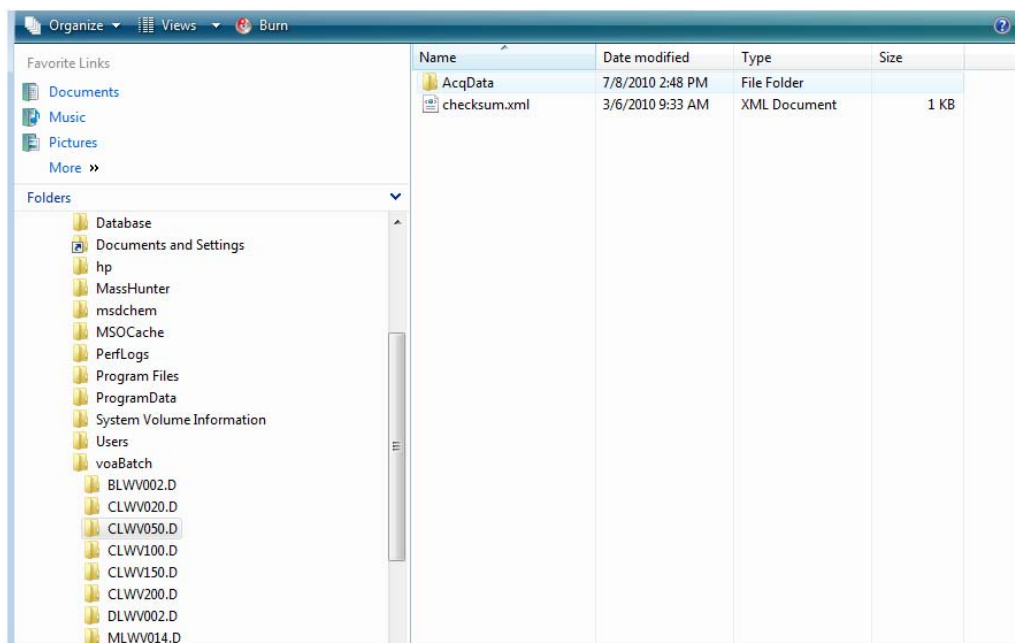 Organize Views Burn
Favorite Links
Documents
Music
Pictures
More »
Folders
Database
Documents and Settings
hp
MassHunter
msdchem
MSOCache
PerfLogs
Program Files
ProgramData
System Volume Information
Users
voaBatch
BLWV002.D
CLWV020.D
CLWV050.D
CLWV100.D
CLWV150.D
CLWV200.D
DLWV002.D
MLWV014.D
Name Date modified Type Size
AcqData 7/8/2010 2:48 PM File Folder
checksum.xml 3/6/2010 9:33 AM XML Document 1 KB